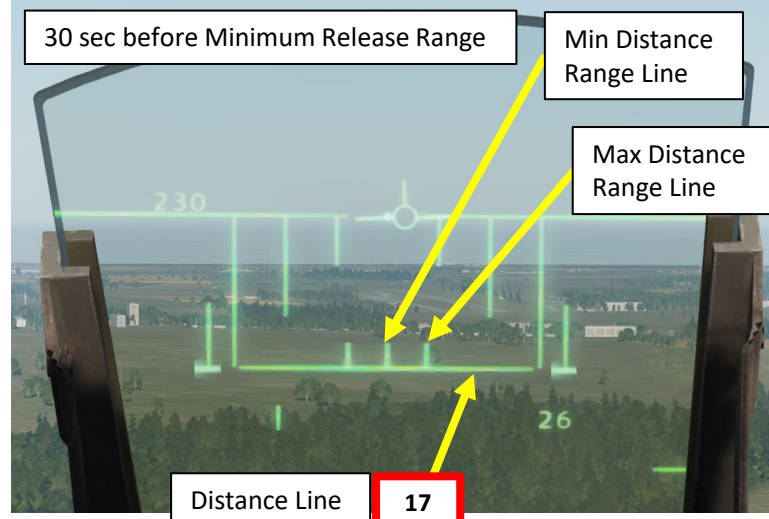 30 sec before Minimum Release Range
Min Distance
Range Line
Max Distance
Range Line
230
26
Distance Line
17